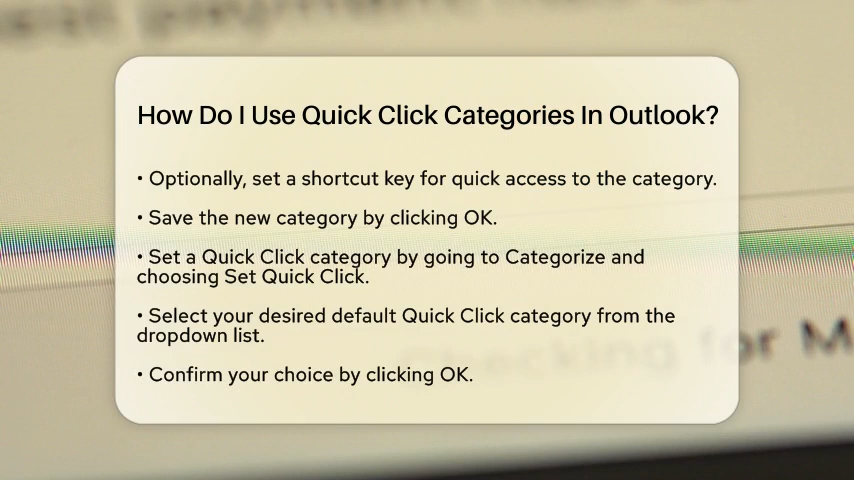 How Do I Use Quick Click Categories In Outlook?
• Optionally, set a shortcut key for quick access to the category.
• Save the new category by clicking OK.
• Set a Quick Click category by going to Categorize and
choosing Set Quick Click.
• Select your desired default Quick Click category from the
dropdown list.
• Confirm your choice by clicking OK.
Checking for M